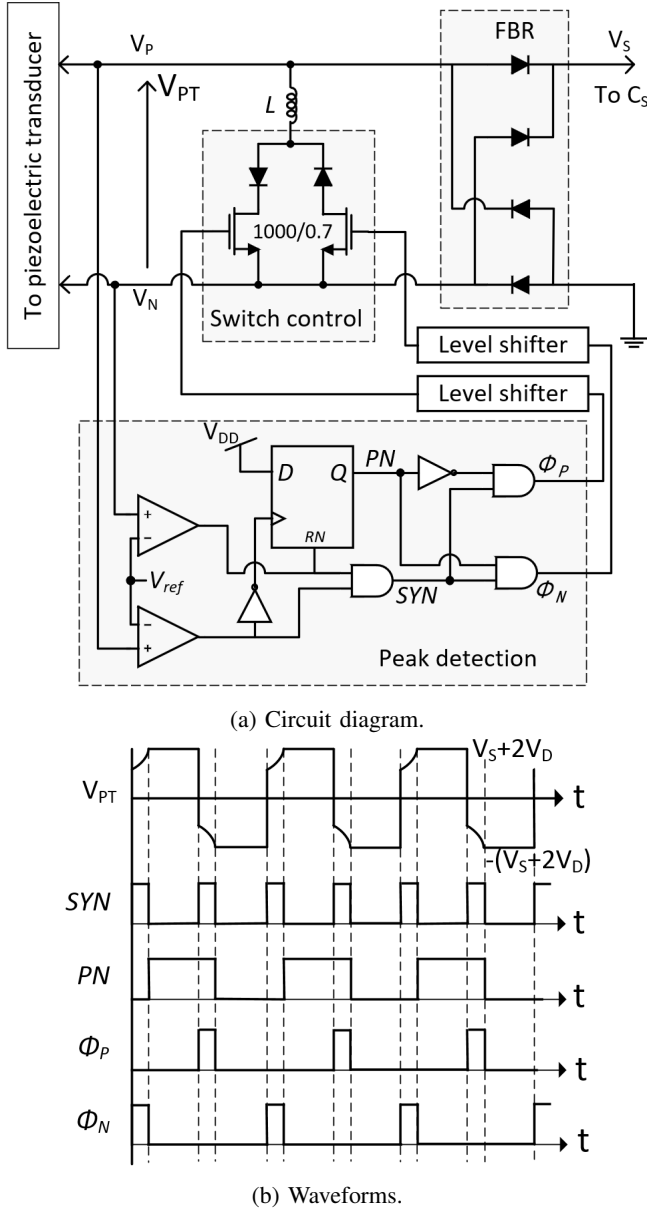 FBR
V_P
V_S
V_PT
To C_S
L
To piezoelectric transducer
1000/0.7
V_N
Switch control
Level shifter
Level shifter
V_DD
D Q
PN
Φ_P
RN
+
−
V_ref
SYN
Φ_N
−
+
Peak detection
(a) Circuit diagram.
V_S+2V_D
V_PT
t
-(V_S+2V_D)
SYN
t
PN
t
Φ_P
t
Φ_N
t
(b) Waveforms.